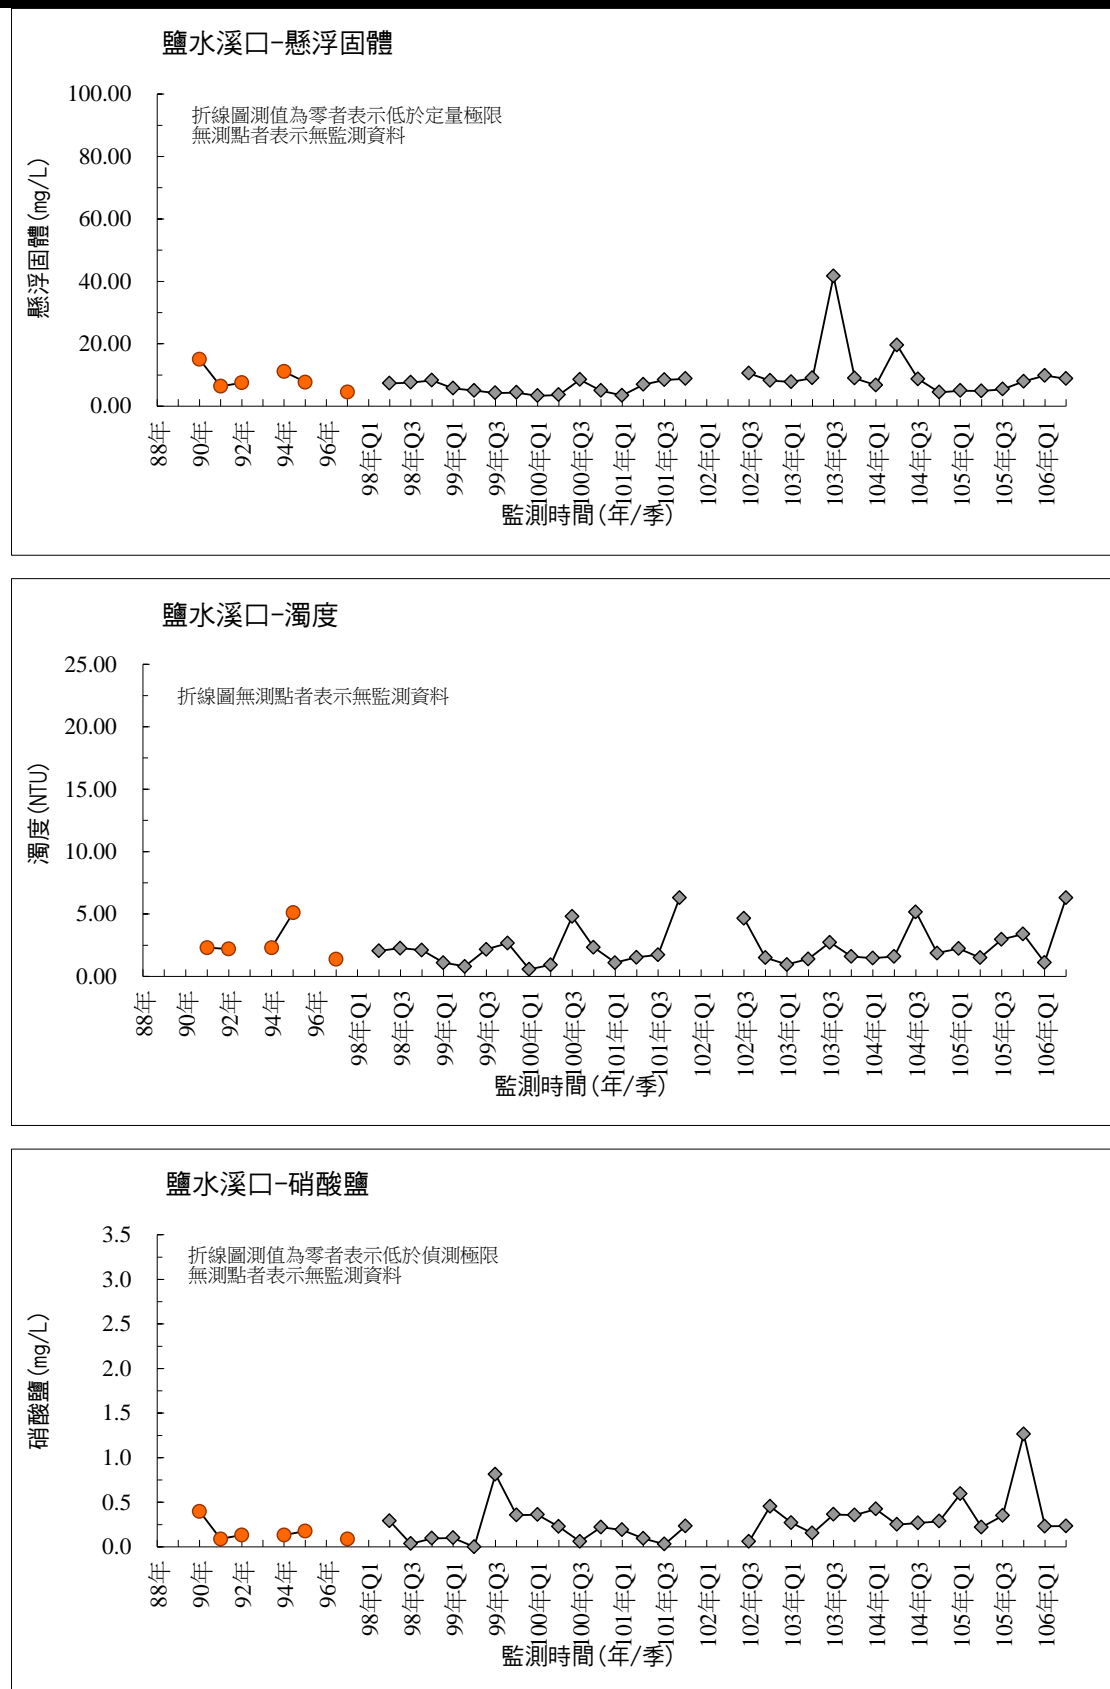 鹽水溪口-懸浮固體
折線圖測值為零者表示低於定量極限
無測點者表示無監測資料
懸浮固體(mg/L)
100.00
80.00
60.00
40.00
20.00
0.00
88年 90年 92年 94年 96年 98年Q1 98年Q3 99年Q1 99年Q3 100年Q1 100年Q3 101年Q1 101年Q3 102年Q1 102年Q3 103年Q1 103年Q3 104年Q1 104年Q3 105年Q1 105年Q3 106年Q1
監測時間(年/季)
鹽水溪口-濁度
折線圖無測點者表示無監測資料
濁度(NTU)
25.00
20.00
15.00
10.00
5.00
0.00
88年 90年 92年 94年 96年 98年Q1 98年Q3 99年Q1 99年Q3 100年Q1 100年Q3 101年Q1 101年Q3 102年Q1 102年Q3 103年Q1 103年Q3 104年Q1 104年Q3 105年Q1 105年Q3 106年Q1
監測時間(年/季)
鹽水溪口-硝酸鹽
折線圖測值為零者表示低於偵測極限
無測點者表示無監測資料
硝酸鹽(mg/L)
3.5
3.0
2.5
2.0
1.5
1.0
0.5
0.0
88年 90年 92年 94年 96年 98年Q1 98年Q3 99年Q1 99年Q3 100年Q1 100年Q3 101年Q1 101年Q3 102年Q1 102年Q3 103年Q1 103年Q3 104年Q1 104年Q3 105年Q1 105年Q3 106年Q1
監測時間(年/季)